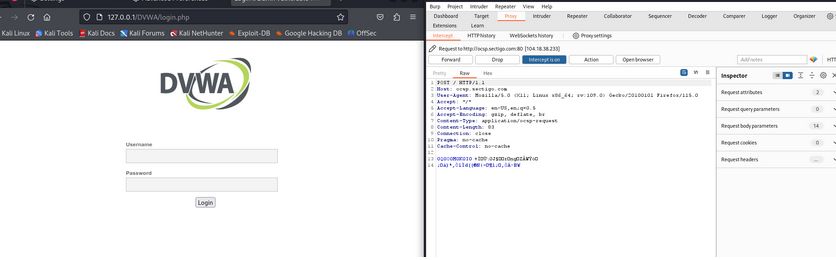 127.0.0.1/DVWA/login.php
Kali Linux Kali Tools Kali Docs Kali Forums Kali NetHunter Exploit-DB Google Hacking DB OffSec
DVWA
Username
Password
Login
Burp Project Intruder Repeater View Help
Dashboard Target Proxy Intruder Repeater Collaborator Sequencer Decoder Comparer Logger Organizer
Extensions Learn
Intercept HTTP history WebSockets history Proxy settings
Request to http://ocsp.sectigo.com:80 [104.18.38.233]
Forward Drop Intercept is on Action Open browser Add notes HTT
Pretty Raw Hex
1 POST / HTTP/1.1
2 Host: ocsp.sectigo.com
3 User-Agent: Mozilla/5.0 (X11; Linux x86_64; rv:109.0) Gecko/20100101 Firefox/115.0
4 Accept: */*
5 Accept-Language: en-US,en;q=0.5
6 Accept-Encoding: gzip, deflate, br
7 Content-Type: application/ocsp-request
8 Content-Length: 83
9 Connection: close
10 Pragma: no-cache
11 Cache-Control: no-cache
12
13
14
Inspector
Request attributes 2
Request query parameters 0
Request body parameters 14
Request cookies 0
Request headers